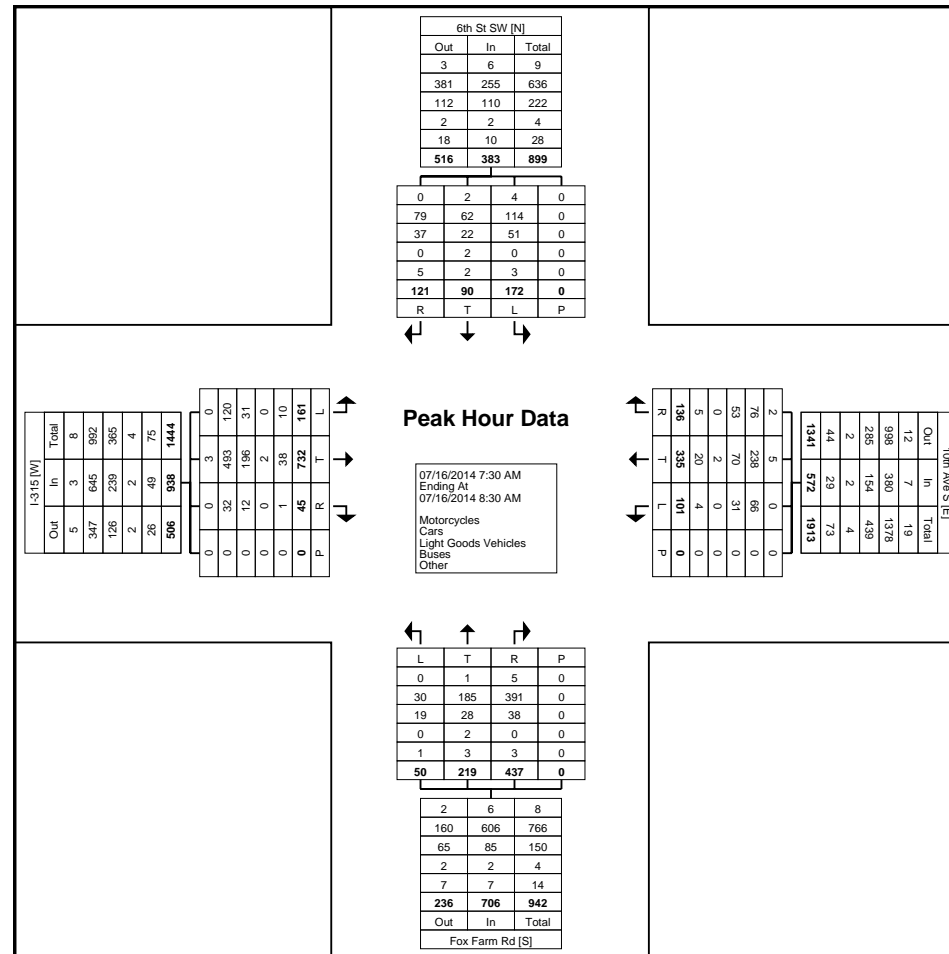 6th St SW [N]
Out In Total
3 6 9
381 255 636
112 110 222
2 2 4
18 10 28
516 383 899
0 2 4 0
79 62 114 0
37 22 51 0
0 2 0 0
5 2 3 0
121 90 172 0
R T L P
I-315 [W]
Total 8 992 365 4 75 1444
In 3 645 239 2 49 938
Out 5 347 126 2 26 506
0 120 31 0 10 161 L
3 493 196 2 38 732 T
0 32 12 0 1 45 R
0 0 0 0 0 0 P
Peak Hour Data
07/16/2014 7:30 AM
Ending At
07/16/2014 8:30 AM
Motorcycles
Cars
Light Goods Vehicles
Buses
Other
R 136 5 0 53 76 2
T 335 20 2 70 238 5
L 101 4 0 31 66 0
P 0 0 0 0 0 0
1341 44 2 285 998 12 Out
572 29 2 154 380 7 In
1913 73 4 439 1378 19 Total
10th Ave S [E]
L T R P
0 1 5 0
30 185 391 0
19 28 38 0
0 2 0 0
1 3 3 0
50 219 437 0
2 6 8
160 606 766
65 85 150
2 2 4
7 7 14
236 706 942
Out In Total
Fox Farm Rd [S]